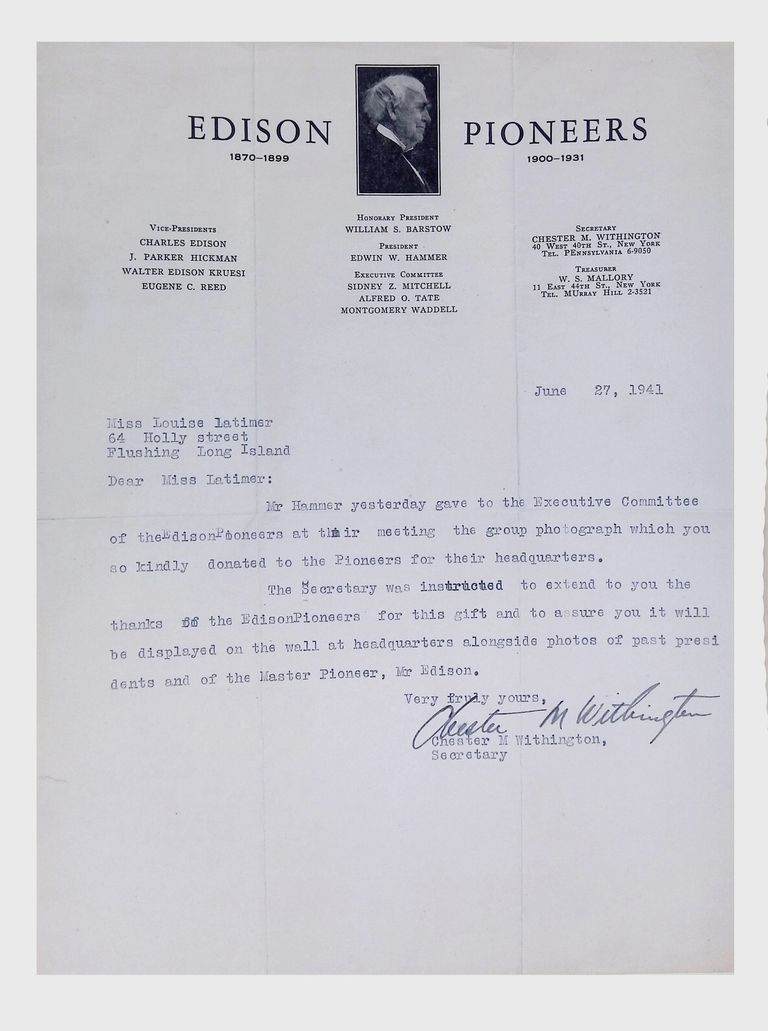 EDISON PIONEERS
1870–1899 1900–1931
VICE-PRESIDENTS
CHARLES EDISON
J. PARKER HICKMAN
WALTER EDISON KRUESI
EUGENE C. REED
HONORARY PRESIDENT
WILLIAM S. BARSTOW
PRESIDENT
EDWIN W. HAMMER
EXECUTIVE COMMITTEE
SIDNEY Z. MITCHELL
ALFRED O. TATE
MONTGOMERY WADDELL
SECRETARY
CHESTER M. WITHINGTON
40 WEST 40TH ST., NEW YORK
TEL. PENNSYLVANIA 6-9050
TREASURER
W. S. MALLORY
11 EAST 44TH ST., NEW YORK
TEL. MURRAY HILL 2-3521
June 27, 1941
Miss Louise Latimer
64 Holly street
Flushing Long Island
Dear Miss Latimer:
Mr Hammer yesterday gave to the Executive Committee
of theEdisonPioneers at their meeting the group photograph which you
so kindly donated to the Pioneers for their headquarters.
The Secretary was instructed to extend to you the
thanks of the EdisonPioneers for this gift and to assure you it will
be displayed on the wall at headquarters alongside photos of past presi
dents and of the Master Pioneer, Mr Edison.
Very truly yours,
Chester M Withington
Chester M Withington,
Secretary